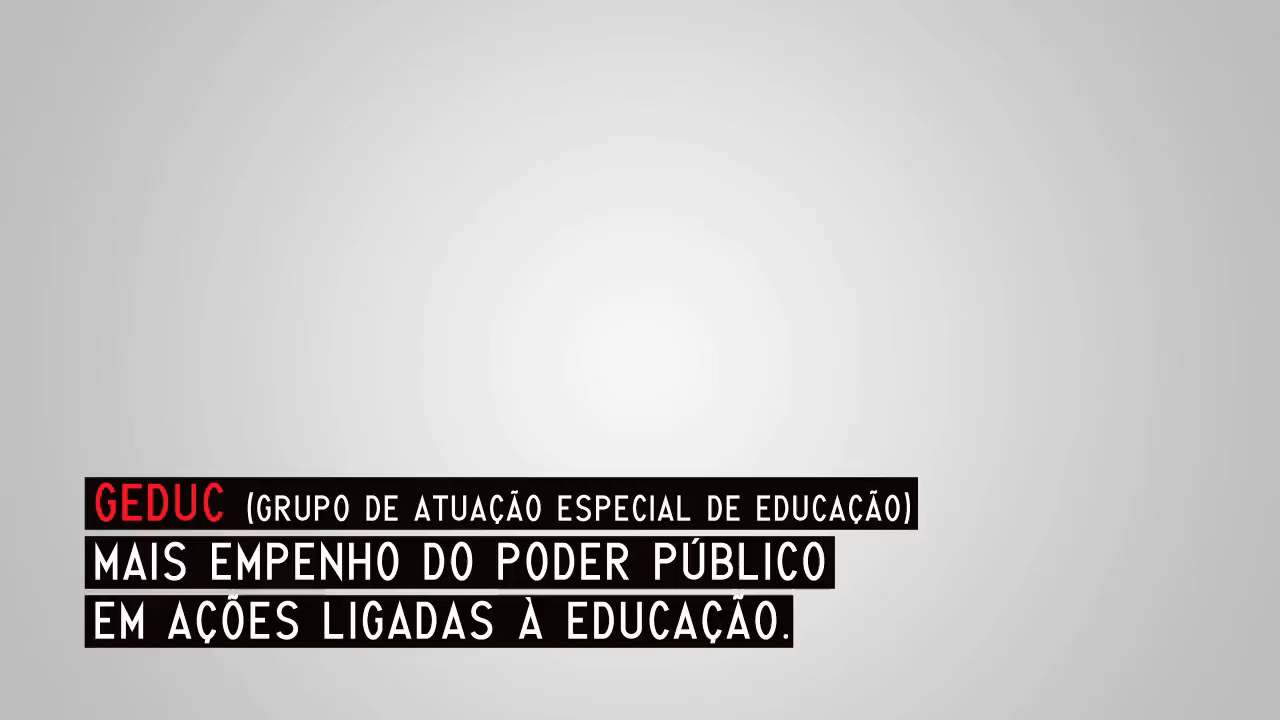 GEDUC (GRUPO DE ATUAÇÃO ESPECIAL DE EDUCAÇÃO)
MAIS EMPENHO DO PODER PÚBLICO
EM AÇÕES LIGADAS À EDUCAÇÃO.